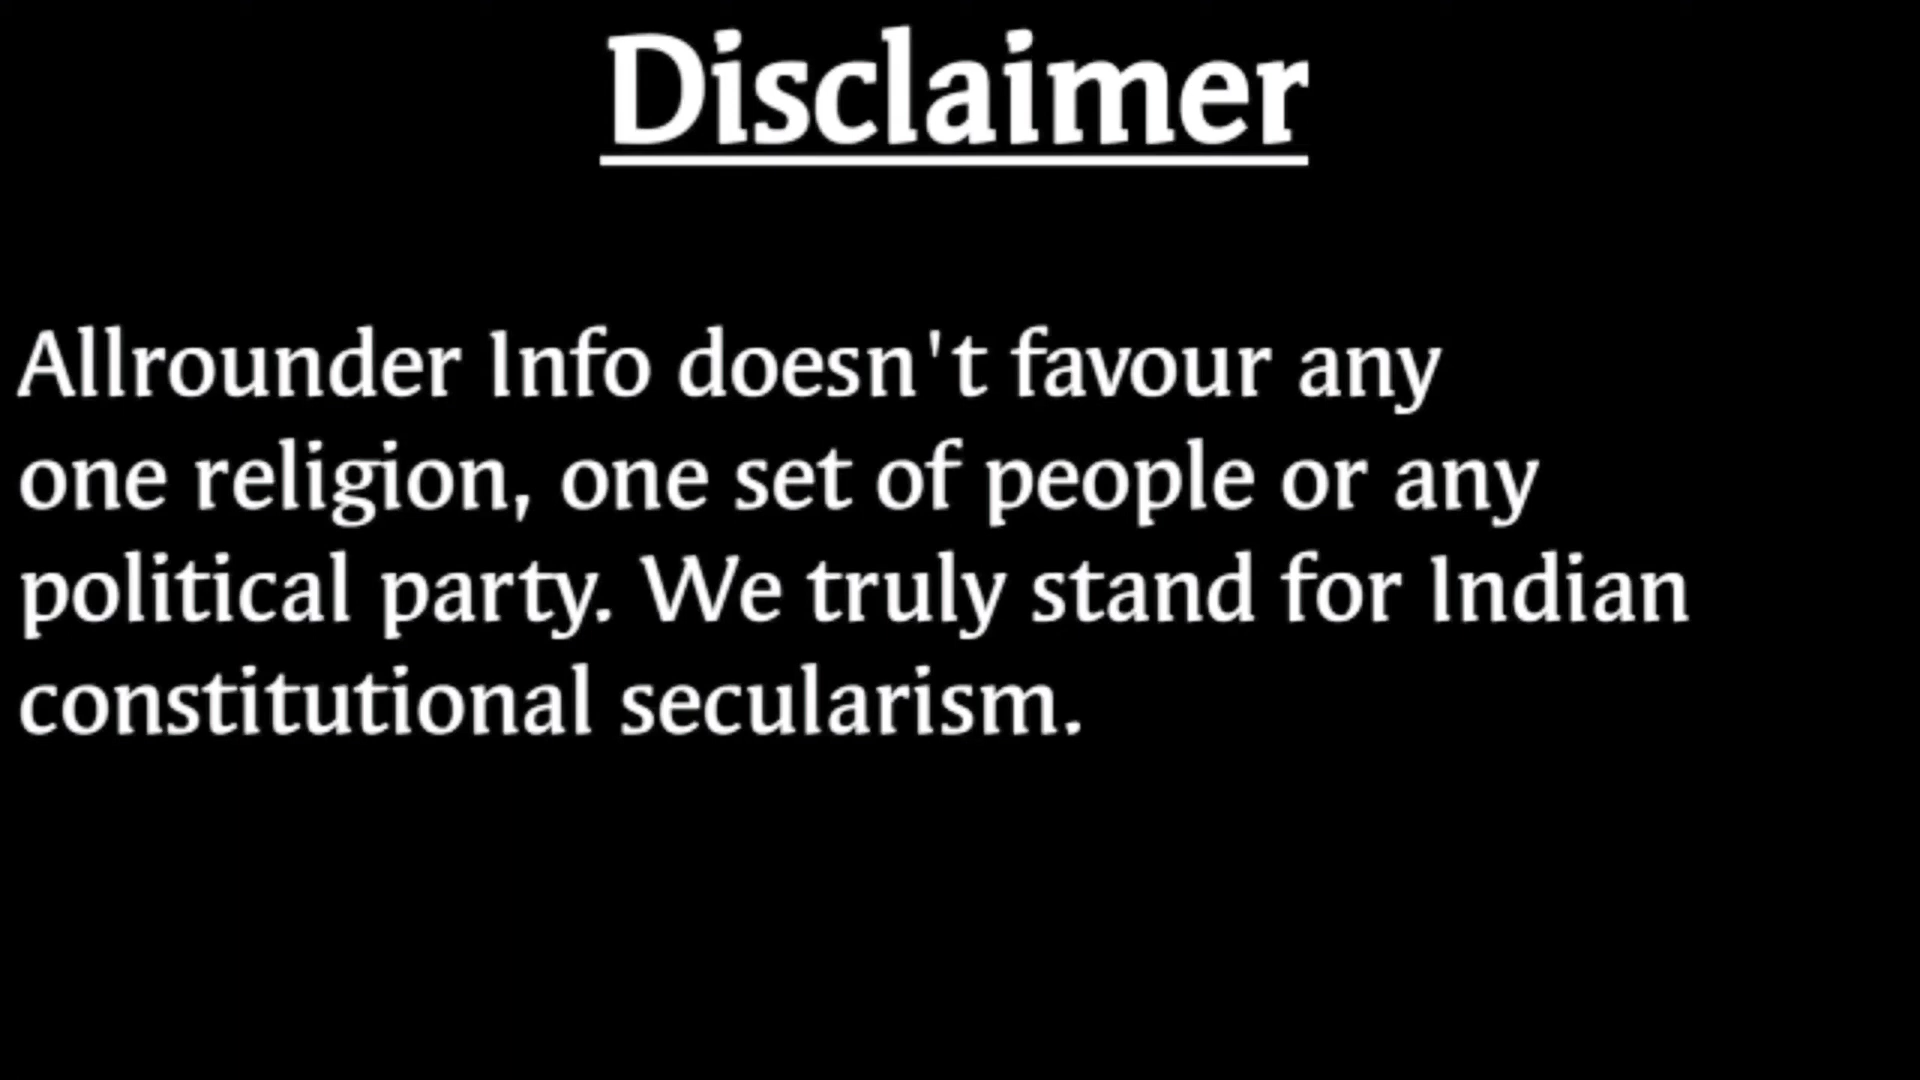 Disclaimer
Allrounder Info doesn't favour any
one religion, one set of people or any
political party. We truly stand for Indian
constitutional secularism.